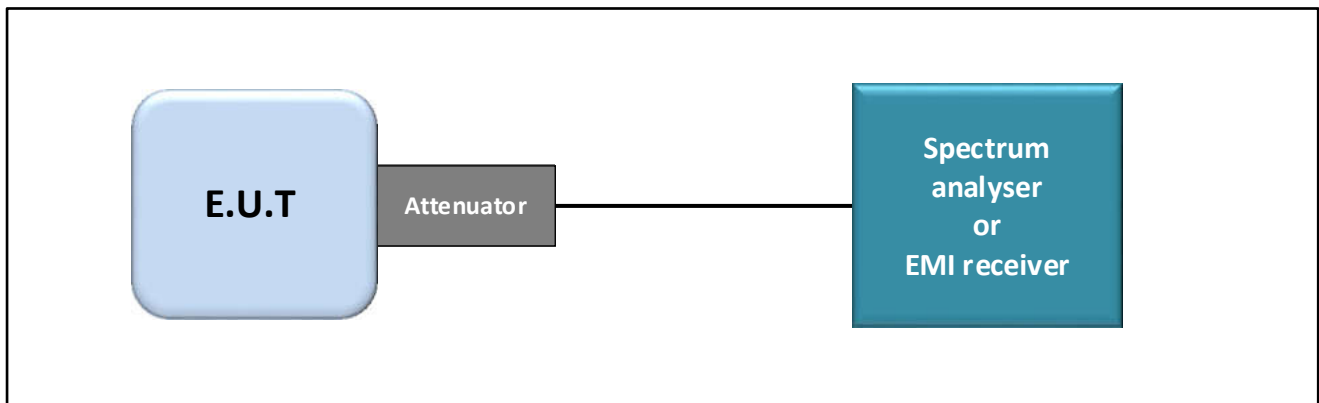 E.U.T
Attenuator
Spectrum
analyser
or
EMI receiver